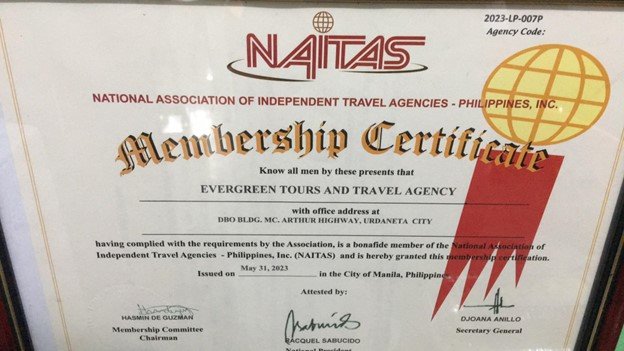 2023-LP-007P
Agency Code:
NAITAS
NATIONAL ASSOCIATION OF INDEPENDENT TRAVEL AGENCIES - PHILIPPINES, INC.
Membership Certificate
Know all men by these presents that
EVERGREEN TOURS AND TRAVEL AGENCY
with office address at
DBO BLDG. MC. ARTHUR HIGHWAY, URDANETA CITY
having complied with the requirements by the Association, is a bonafide member of the National Association of
Independent Travel Agencies - Philippines, Inc. (NAITAS) and is hereby granted this membership certification.
Issued on May 31, 2023 in the City of Manila, Philippines
Attested by:
HASMIN DE GUZMAN
Membership Committee
Chairman
RACQUEL SABUCIDO
National President
DJOANA ANILLO
Secretary General